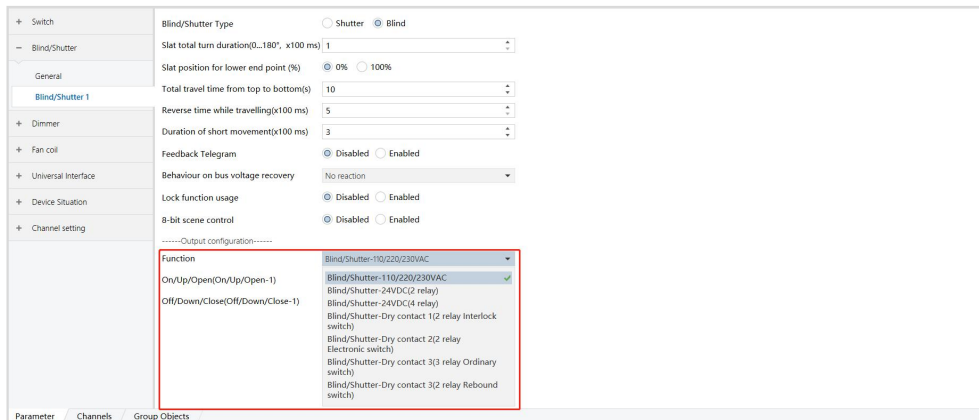 + Switch
− Blind/Shutter
General
Blind/Shutter 1
+ Dimmer
+ Fan coil
+ Universal Interface
+ Device Situation
+ Channel setting
Blind/Shutter Type Shutter Blind
Slat total turn duration(0...180°, x100 ms) 1
Slat position for lower end point (%) 0% 100%
Total travel time from top to bottom(s) 10
Reverse time while travelling(x100 ms) 5
Duration of short movement(x100 ms) 3
Feedback Telegram Disabled Enabled
Behaviour on bus voltage recovery No reaction
Lock function usage Disabled Enabled
8-bit scene control Disabled Enabled
------Output configuration------
Function Blind/Shutter-110/220/230VAC
On/Up/Open(On/Up/Open-1)
Off/Down/Close(Off/Down/Close-1)
Blind/Shutter-110/220/230VAC
Blind/Shutter-24VDC(2 relay)
Blind/Shutter-24VDC(4 relay)
Blind/Shutter-Dry contact 1(2 relay Interlock
switch)
Blind/Shutter-Dry contact 2(2 relay
Electronic switch)
Blind/Shutter-Dry contact 3(3 relay Ordinary
switch)
Blind/Shutter-Dry contact 3(2 relay Rebound
switch)
Parameter Channels Group Objects